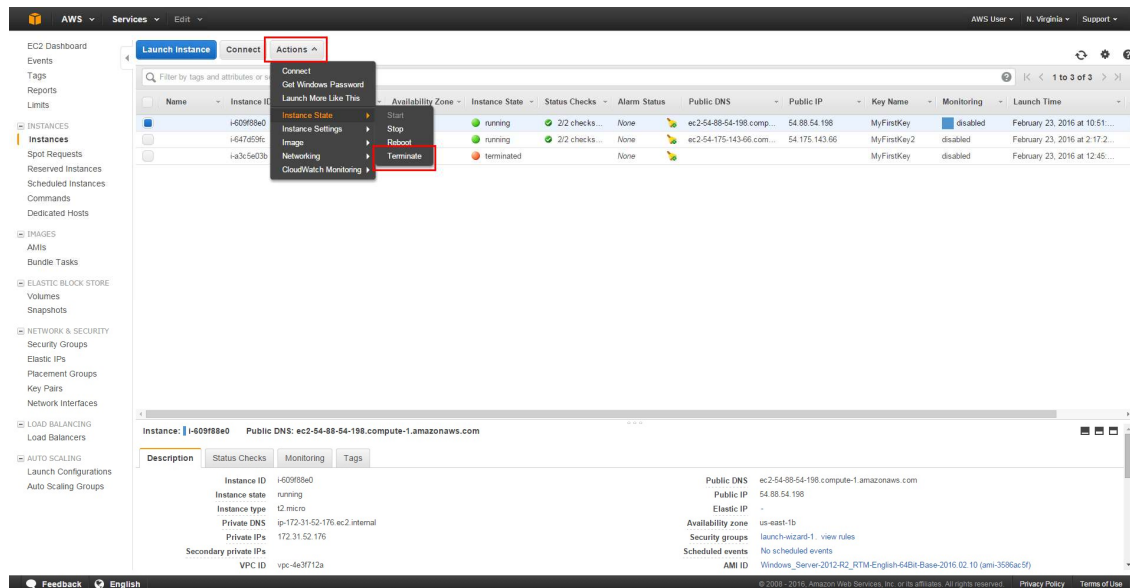 AWS Services Edit AWS User N. Virginia Support
EC2 Dashboard
Events
Tags
Reports
Limits
INSTANCES
Instances
Spot Requests
Reserved Instances
Scheduled Instances
Commands
Dedicated Hosts
IMAGES
AMIs
Bundle Tasks
ELASTIC BLOCK STORE
Volumes
Snapshots
NETWORK & SECURITY
Security Groups
Elastic IPs
Placement Groups
Key Pairs
Network Interfaces
LOAD BALANCING
Load Balancers
AUTO SCALING
Launch Configurations
Auto Scaling Groups
Launch Instance Connect Actions
Filter by tags and attributes or 1 to 3 of 3
Connect
Get Windows Password
Launch More Like This
Instance State
Instance Settings
Image
Networking
CloudWatch Monitoring
Start
Stop
Reboot
Terminate
Name Instance ID Availability Zone Instance State Status Checks Alarm Status Public DNS Public IP Key Name Monitoring Launch Time
i-609f88e0 running 2/2 checks... None ec2-54-88-54-198.comp... 54.88.54.198 MyFirstKey disabled February 23, 2016 at 10:51:...
i-647d59fc running 2/2 checks... None ec2-54-175-143-66.com... 54.175.143.66 MyFirstKey2 disabled February 23, 2016 at 2:17:2...
i-a3c5e03b terminated None MyFirstKey disabled February 23, 2016 at 12:45:...
Instance: i-609f88e0 Public DNS: ec2-54-88-54-198.compute-1.amazonaws.com
Description Status Checks Monitoring Tags
Instance ID i-609f88e0 Public DNS ec2-54-88-54-198.compute-1.amazonaws.com
Instance state running Public IP 54.88.54.198
Instance type t2.micro Elastic IP -
Private DNS ip-172-31-52-176.ec2.internal Availability zone us-east-1b
Private IPs 172.31.52.176 Security groups launch-wizard-1. view rules
Secondary private IPs Scheduled events No scheduled events
VPC ID vpc-4e3f712a AMI ID Windows_Server-2012-R2_RTM-English-64Bit-Base-2016.02.10 (ami-3586ac5f)
Feedback English © 2008 - 2016, Amazon Web Services, Inc. or its affiliates. All rights reserved. Privacy Policy Terms of Use